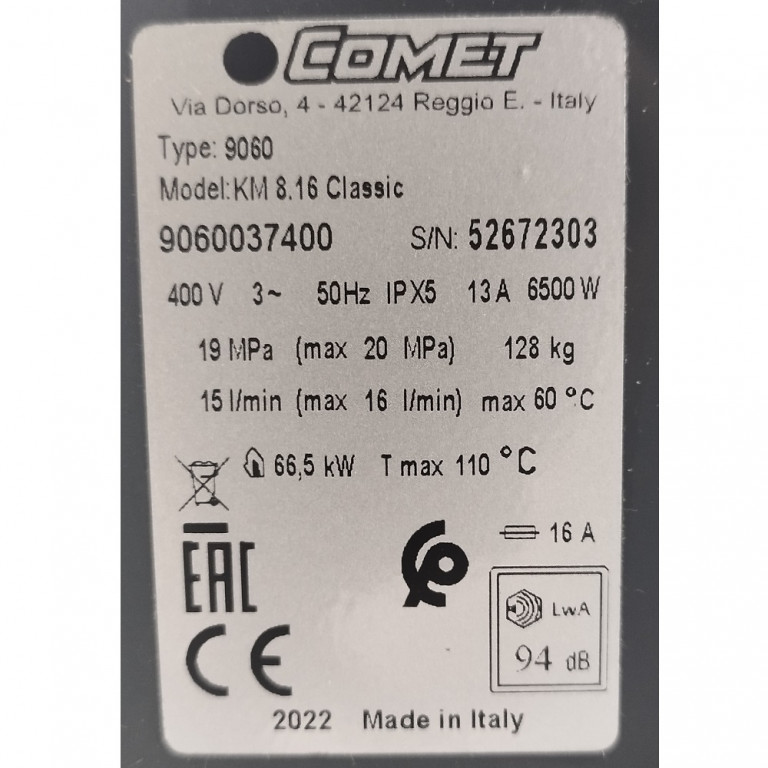 COMET
Via Dorso, 4 - 42124 Reggio E. - Italy
Type: 9060
Model:KM 8.16 Classic
9060037400 S/N: 52672303
400 V 3~ 50Hz IPX5 13 A 6500 W
19 MPa (max 20 MPa) 128 kg
15 l/min (max 16 l/min) max 60 °C
66,5 kW T max 110 °C
16 A
EAC
CE
LwA
94 dB
2022 Made in Italy